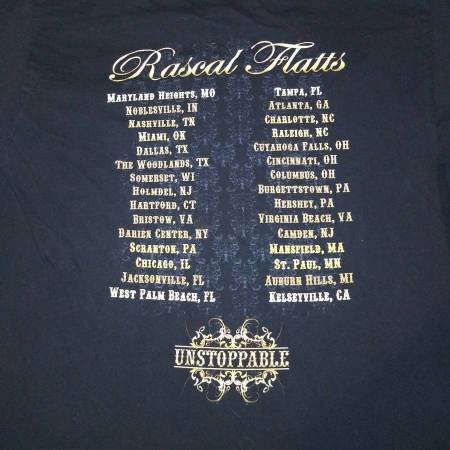 Rascal Flatts
Maryland Heights, MO
Noblesville, IN
Nashville, TN
Miami, OK
Dallas, TX
The Woodlands, TX
Somerset, WI
Holmdel, NJ
Hartford, CT
Bristow, VA
Darien Center, NY
Scranton, PA
Chicago, IL
Jacksonville, FL
West Palm Beach, FL
Tampa, FL
Atlanta, GA
Charlotte, NC
Raleigh, NC
Cuyahoga Falls, OH
Cincinnati, OH
Columbus, OH
Burgettstown, PA
Hershey, PA
Virginia Beach, VA
Camden, NJ
Mansfield, MA
St. Paul, MN
Auburn Hills, MI
Kelseyville, CA
UNSTOPPABLE